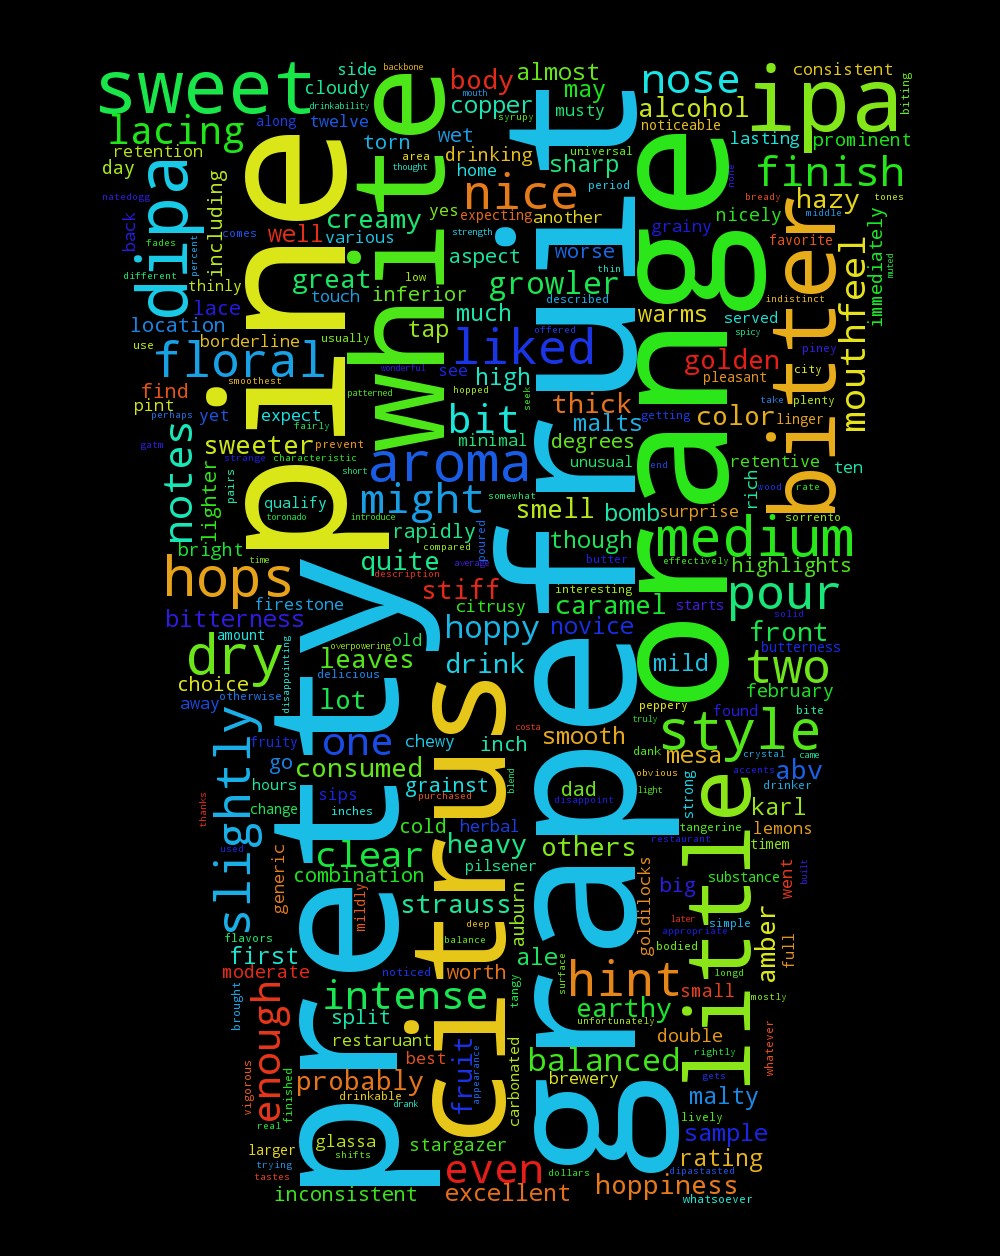 sweet
side
cloudy
drinkability
backbone
mouth
syrupy
body
copper
almost
may
musty
nose
alcohol
noticeable
ipa
consistent
biting
lacing
along
twelve
torn
wet
drinking
area
thought
home
sharp
universal
period
lasting
prominent
retention
day
natedogg
dipa
back
including
fades
comes
percent
different
thinly
pine
white
nice
creamy
yes
expecting
another
well
various
strength
aspect
great
low
touch
inferior
growler
thin
described
finish
none
bready
tones
hazy
nicely
grainy
favorite
middle
worse
immediately
muted
mouthfeel
bitter
indistinct
lace
location
use
borderline
usually
floral
tap
much
liked
offered
warms
served
spicy
golden
pleasant
piney
city
smoothest
see
wonderful
high
hopped
seek
patterned
find
pint
perhaps
yet
expect
fairly
bit
thick
malts
minimal
degrees
getting
color
linger
take
plenty
gatm
notes
sweeter
prevent
strange
characteristic
short
aroma
unusual
end
retentive
ten
lighter
pairs
qualify
toronado
introduce
might
somewhat
smell
bomb
surprise
rich
wood
rate
sorrento
rapidly
bright
time
compared
quite
average
poured
though
butter
medium
effectively
highlights
orange
hops
description
stiff
interesting
caramel
starts
pour
solid
firestone
citrusy
bitterness
amount
overpowering
old
hoppy
novice
front
butterness
dry
disappointing
leaves
delicious
drink
mild
two
choice
away
otherwise
lot
peppery
february
truly
found
bite
slightly
fruity
one
chewy
costa
inch
smooth
style
dank
mesa
crystal
came
go
consumed
grainst
blend
obvious
accents
abv
drinker
hours
sips
purchased
dad
disappoint
light
strong
thanks
change
inches
karl
cold
herbal
tangerine
lemons
used
restaurant
timem
clear
heavy
others
built
generic
combination
pilsener
goldilocks
big
substance
went
mildly
strauss
auburn
later
simple
appropriate
flavors
deep
balance
first
ale
bodied
amber
full
moderate
noticed
worth
tangy
surface
hint
longd
brought
enough
intense
small
mostly
pretty
citrus
grapefruit
little
split
earthy
unfortunately
double
whatever
restaruant
best
carbonated
balanced
rightly
vigorous
finished
probably
fruit
appearance
brewery
gets
drinkable
drank
malty
real
lively
glassa
stargazer
sample
larger
shifts
trying
tastes
even
dollars
dipastasted
rating
inconsistent
excellent
hoppiness
whatsoever